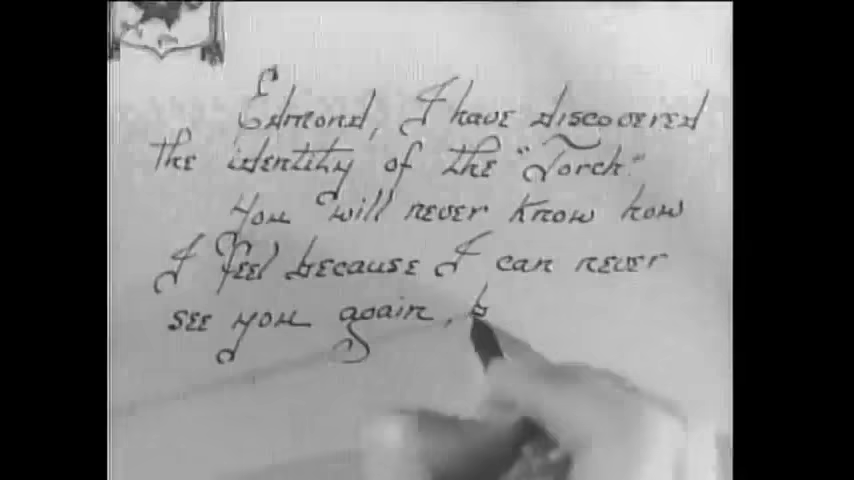 Edmond, I have discovered
the identity of the "Torch".
You will never know how
I feel because I can never
see you again, b